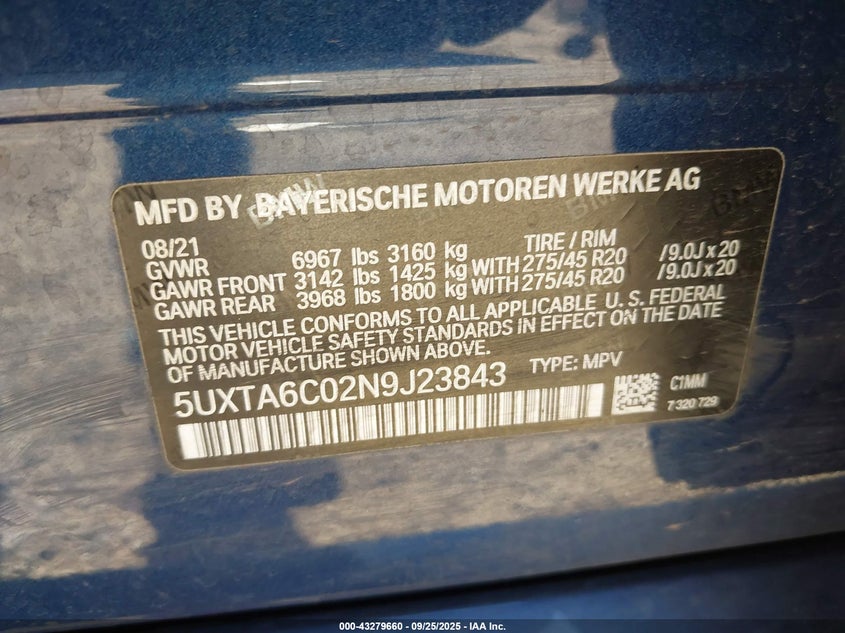 MFD BY BAYERISCHE MOTOREN WERKE AG
08/21
TIRE / RIM
GVWR 6967 lbs 3160 kg
GAWR FRONT 3142 lbs 1425 kg WITH 275/45 R20 /9.0J x 20
GAWR REAR 3968 lbs 1800 kg WITH 275/45 R20 /9.0J x 20
THIS VEHICLE CONFORMS TO ALL APPLICABLE U.S. FEDERAL
MOTOR VEHICLE SAFETY STANDARDS IN EFFECT ON THE DATE
OF MANUFACTURE SHOWN ABOVE.
TYPE: MPV
5UXTA6C02N9J23843
C1MM
7 320 729
000-43279660 - 09/25/2025 - IAA Inc.